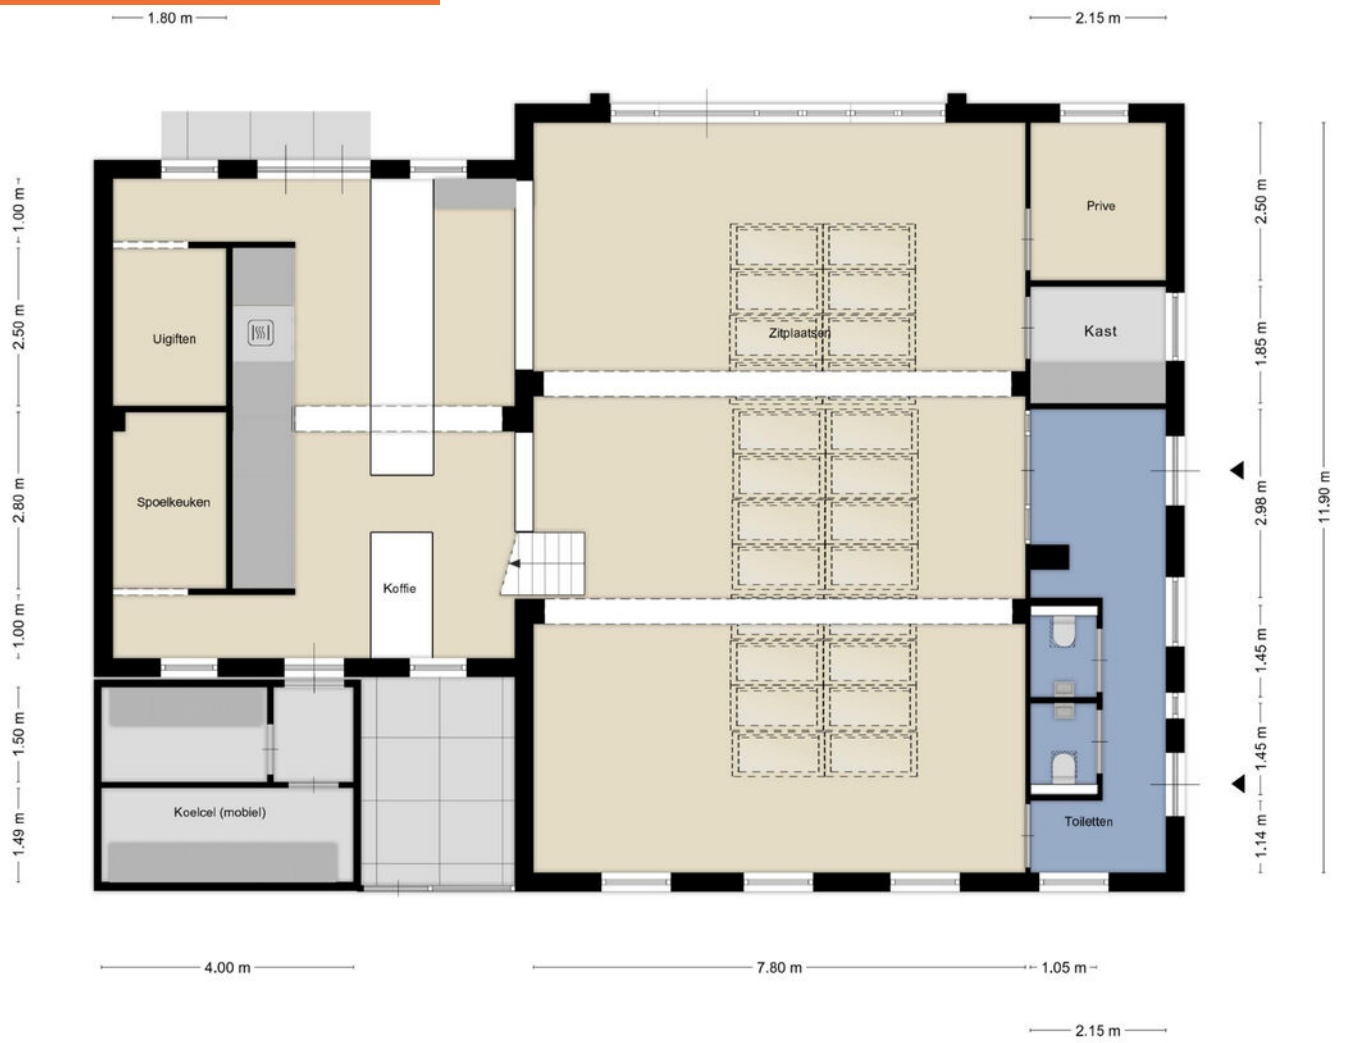 1.80 m
2.15 m
1.00 m
2.50 m
2.80 m
1.00 m
1.50 m
1.49 m
Uigiften
Spoelkeuken
Koffie
Koelcel (mobiel)
Zitplaatsen
Prive
Kast
Toiletten
2.50 m
1.85 m
2.98 m
1.45 m
1.45 m
1.14 m
11.90 m
4.00 m
7.80 m
1.05 m
2.15 m